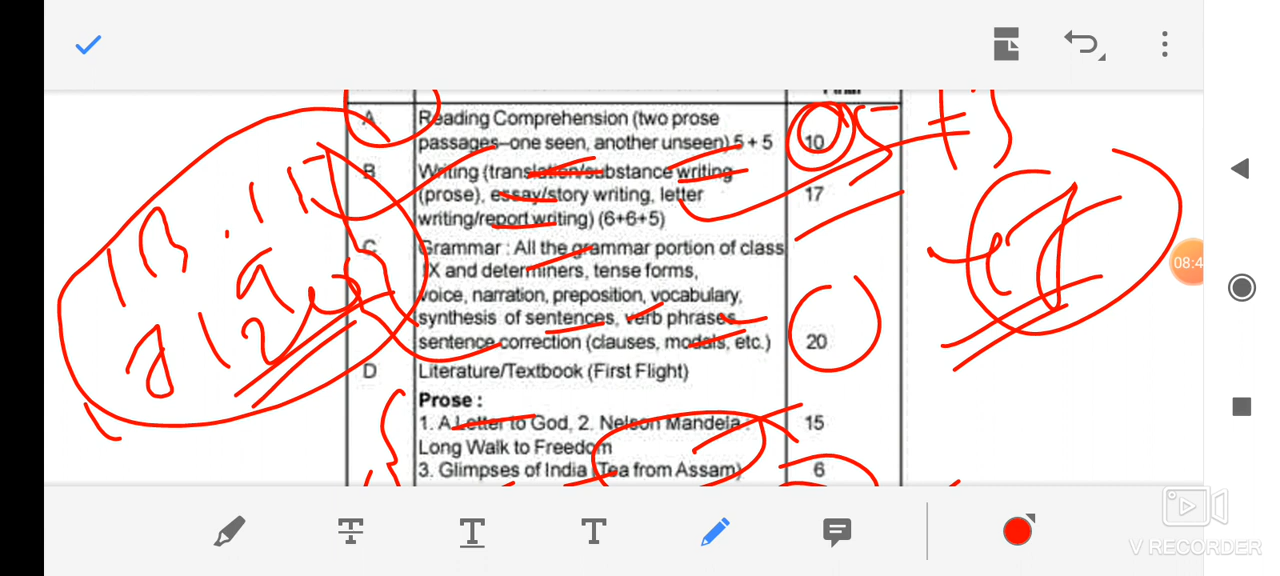 Final
A Reading Comprehension (two prose
passages–one seen, another unseen) 5 + 5 10
B Writing (translation/substance writing
(prose), essay/story writing, letter 17
writing/report writing) (6+6+5)
C Grammar : All the grammar portion of class
IX and determiners, tense forms,
voice, narration, preposition, vocabulary,
synthesis of sentences, verb phrases,
sentence correction (clauses, modals, etc.) 20
D Literature/Textbook (First Flight)
Prose :
1. A Letter to God, 2. Nelson Mandela : 15
Long Walk to Freedom
3. Glimpses of India (Tea from Assam) 6
08:4
V RECORDER